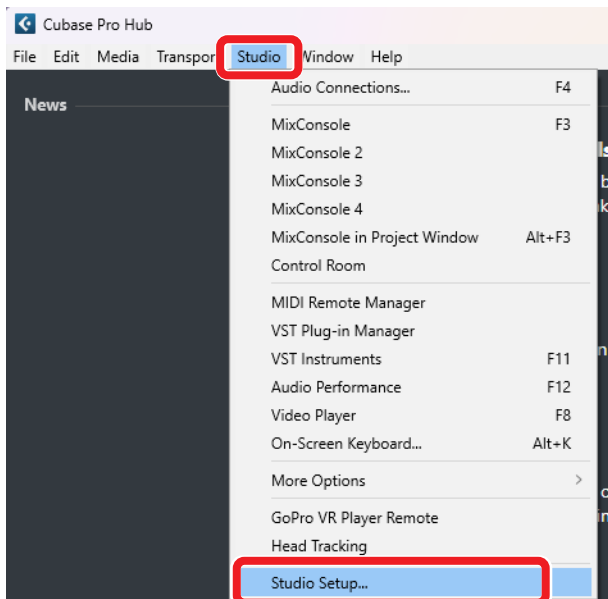 Cubase Pro Hub
File Edit Media Transpor Studio Window Help
News
Audio Connections... F4
MixConsole F3
MixConsole 2
MixConsole 3
MixConsole 4
MixConsole in Project Window Alt+F3
Control Room
MIDI Remote Manager
VST Plug-in Manager
VST Instruments F11
Audio Performance F12
Video Player F8
On-Screen Keyboard... Alt+K
More Options >
GoPro VR Player Remote
Head Tracking
Studio Setup...